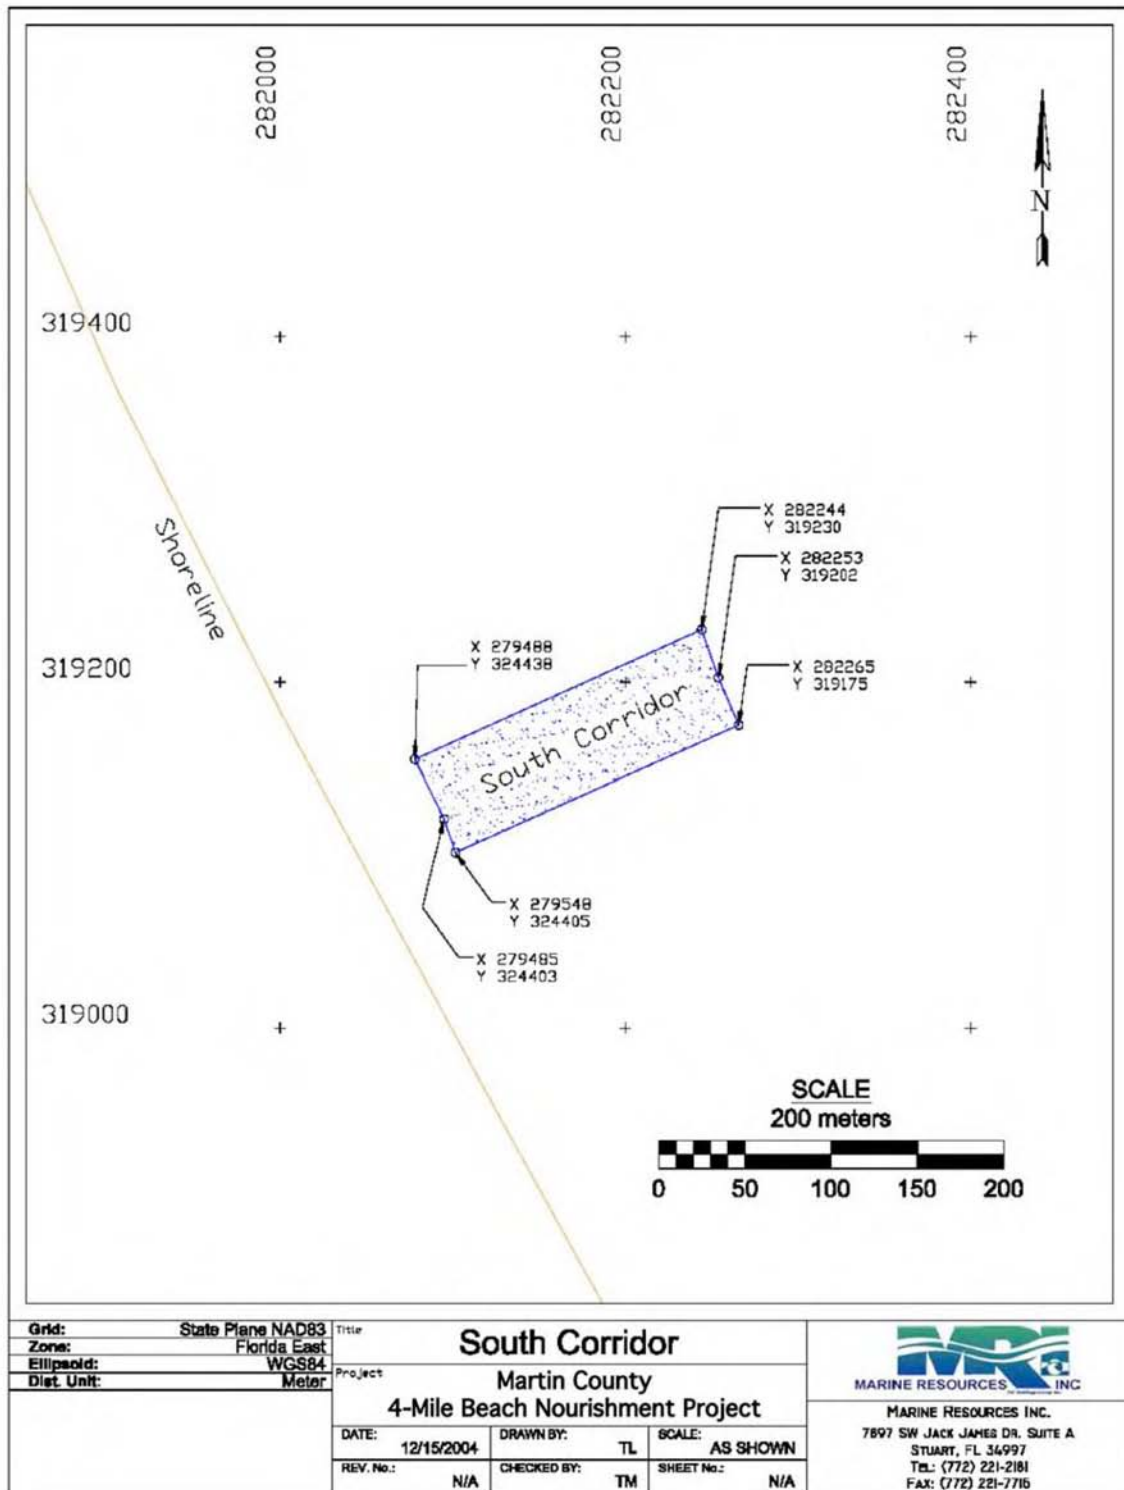 282000
282200
282400
N
319400
Shoreline
X 282244
Y 319230
X 282253
Y 319202
X 279488
Y 324438
319200
X 282265
Y 319175
South Corridor
X 279548
Y 324405
X 279485
Y 324403
319000
SCALE
200 meters
0 50 100 150 200
Grid: State Plane NAD83
Zone: Florida East
Ellipsoid: WGS84
Dist. Unit: Meter
Title
South Corridor
Project
Martin County
4-Mile Beach Nourishment Project
DATE: 12/15/2004
DRAWN BY: TL
SCALE: AS SHOWN
REV. No.: N/A
CHECKED BY: TM
SHEET No.: N/A
MRi
MARINE RESOURCES INC
MARINE RESOURCES INC.
7897 SW JACK JAMES DR. SUITE A
STUART, FL 34997
TEL: (772) 221-2181
FAX: (772) 221-7715